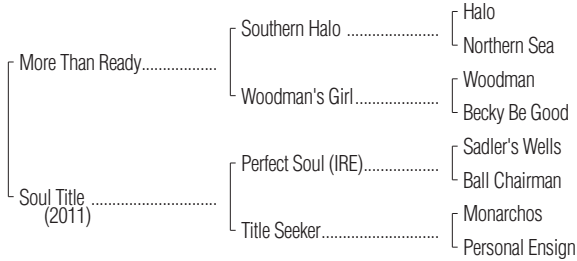 Halo
Southern Halo ....................
Northern Sea
More Than Ready................
Woodman
Woodman's Girl..................
Becky Be Good
Sadler's Wells
Perfect Soul (IRE)................
Ball Chairman
Soul Title ...........................
(2011)
Monarchos
Title Seeker.........................
Personal Ensign